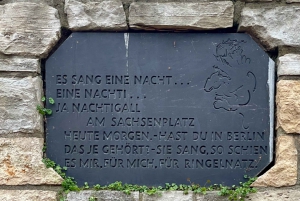 ES SANG EINE NACHT...
EINE NACHTI...
JA NACHTIGALL
AM SACHSENPLATZ
HEUTE MORGEN.-HAST DU IN BERLIN
DAS JE GEHÖRT?-SIE SANG, SO SCHIEN
ES MIR, FÜR MICH, FÜR RINGELNATZ.